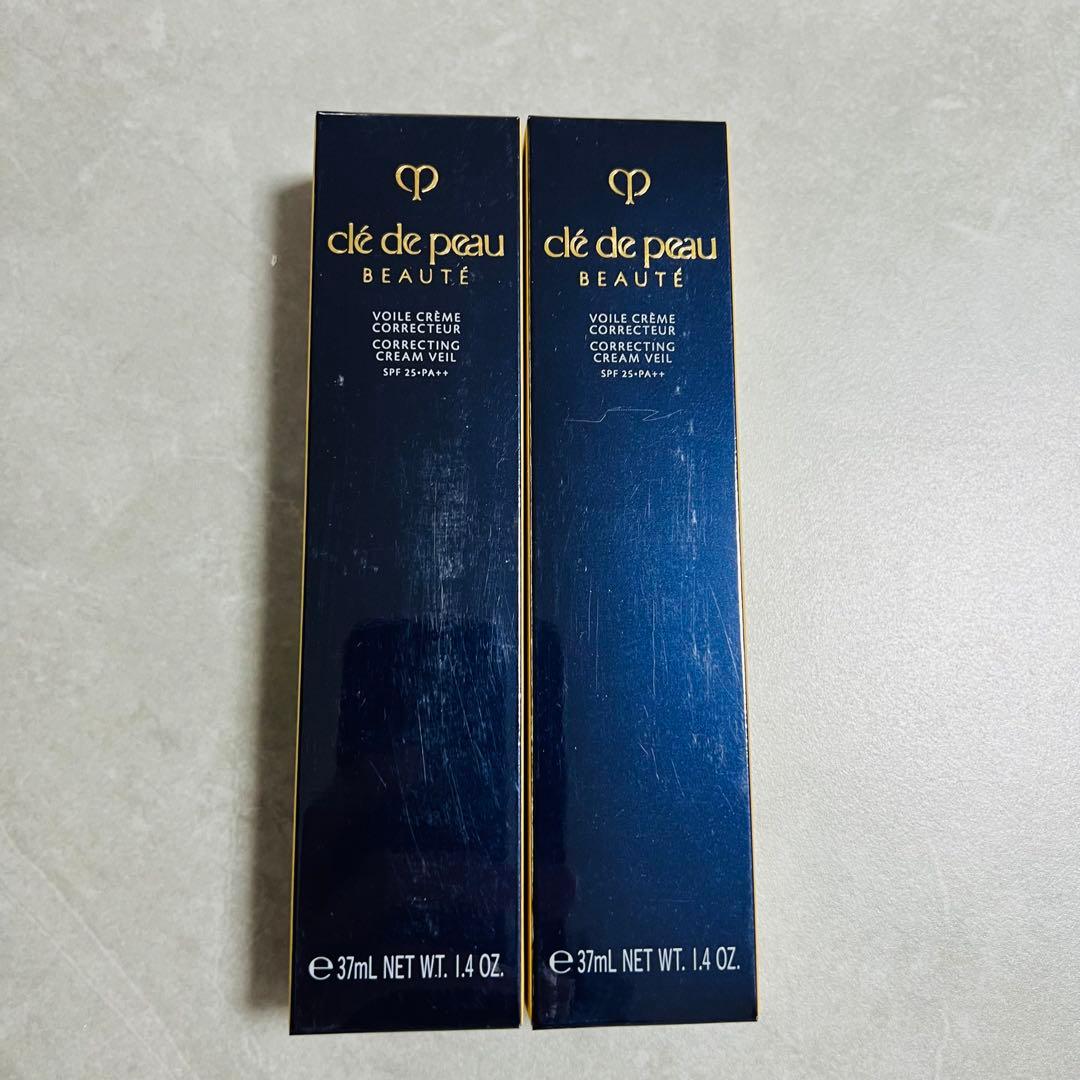 clé de peau
BEAUTÉ
VOILE CRÈME
CORRECTEUR
CORRECTING
CREAM VEIL
SPF 25•PA++
℮ 37mL NET WT. 1.4 OZ.
clé de peau
BEAUTÉ
VOILE CRÈME
CORRECTEUR
CORRECTING
CREAM VEIL
SPF 25•PA++
℮ 37mL NET WT. 1.4 OZ.